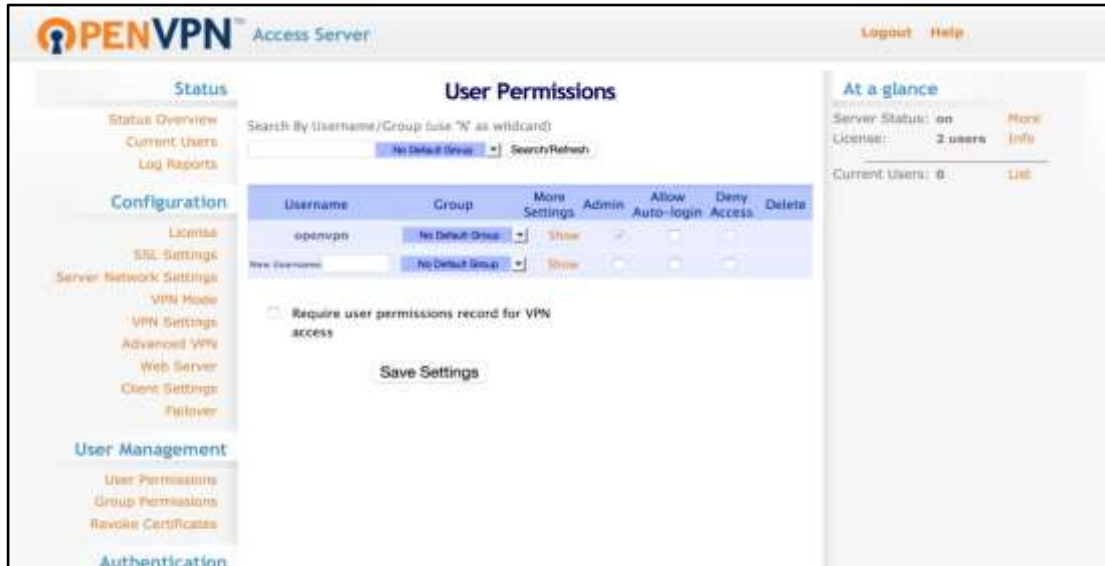 OPENVPN™ Access Server
Logout Help
Status
Status Overview
Current Users
Log Reports
Configuration
License
SSL Settings
Server Network Settings
VPN Mode
VPN Settings
Advanced VPN
Web Server
Client Settings
Failover
User Management
User Permissions
Group Permissions
Revoke Certificates
Authentication
User Permissions
Search By Username/Group (use '%' as wildcard)
No Default Group Search/Refresh
Username Group More Settings Admin Allow Auto-login Deny Access Delete
openvpn No Default Group Show
New Username: No Default Group Show
Require user permissions record for VPN
access
Save Settings
At a glance
Server Status: on More
License: 2 users Info
Current Users: 0 List